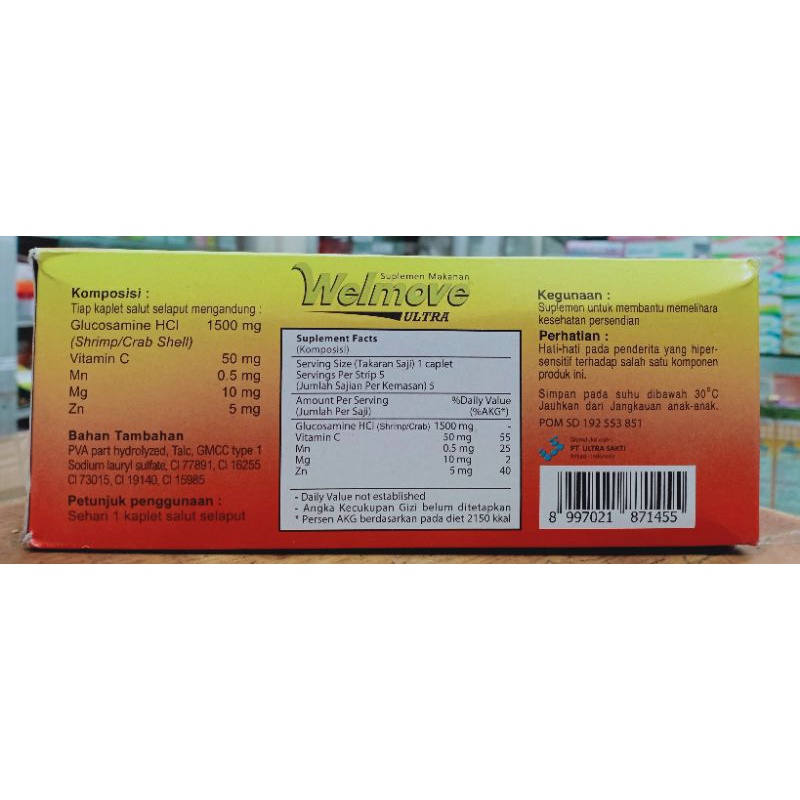 Komposisi :
Tiap kaplet salut selaput mengandung :
Glucosamine HCl 1500 mg
(Shrimp/Crab Shell)
Vitamin C 50 mg
Mn 0.5 mg
Mg 10 mg
Zn 5 mg
Bahan Tambahan
PVA part hydrolyzed, Talc, GMCC type 1
Sodium lauryl sulfate, CI 77891, CI 16255
CI 73015, CI 19140, CI 15985
Petunjuk penggunaan :
Sehari 1 kaplet salut selaput
Suplemen Makanan
Welmove
ULTRA
Suplement Facts
(Komposisi)
Serving Size (Takaran Saji) 1 caplet
Servings Per Strip 5
(Jumlah Sajian Per Kemasan) 5
Amount Per Serving %Daily Value
(Jumlah Per Saji) (%AKG*)
Glucosamine HCl (Shrimp/Crab) 1500 mg -
Vitamin C 50 mg 55
Mn 0.5 mg 25
Mg 10 mg 2
Zn 5 mg 40
- Daily Value not established
- Angka Kecukupan Gizi belum ditetapkan
* Persen AKG berdasarkan pada diet 2150 kkal
Kegunaan :
Suplemen untuk membantu memelihara
kesehatan persendian
Perhatian :
Hati-hati pada penderita yang hiper-
sensitif terhadap salah satu komponen
produk ini.
Simpan pada suhu dibawah 30°C
Jauhkan dari Jangkauan anak-anak.
POM SD 192 553 851
PT ULTRA SAKTI
8 997021 871455